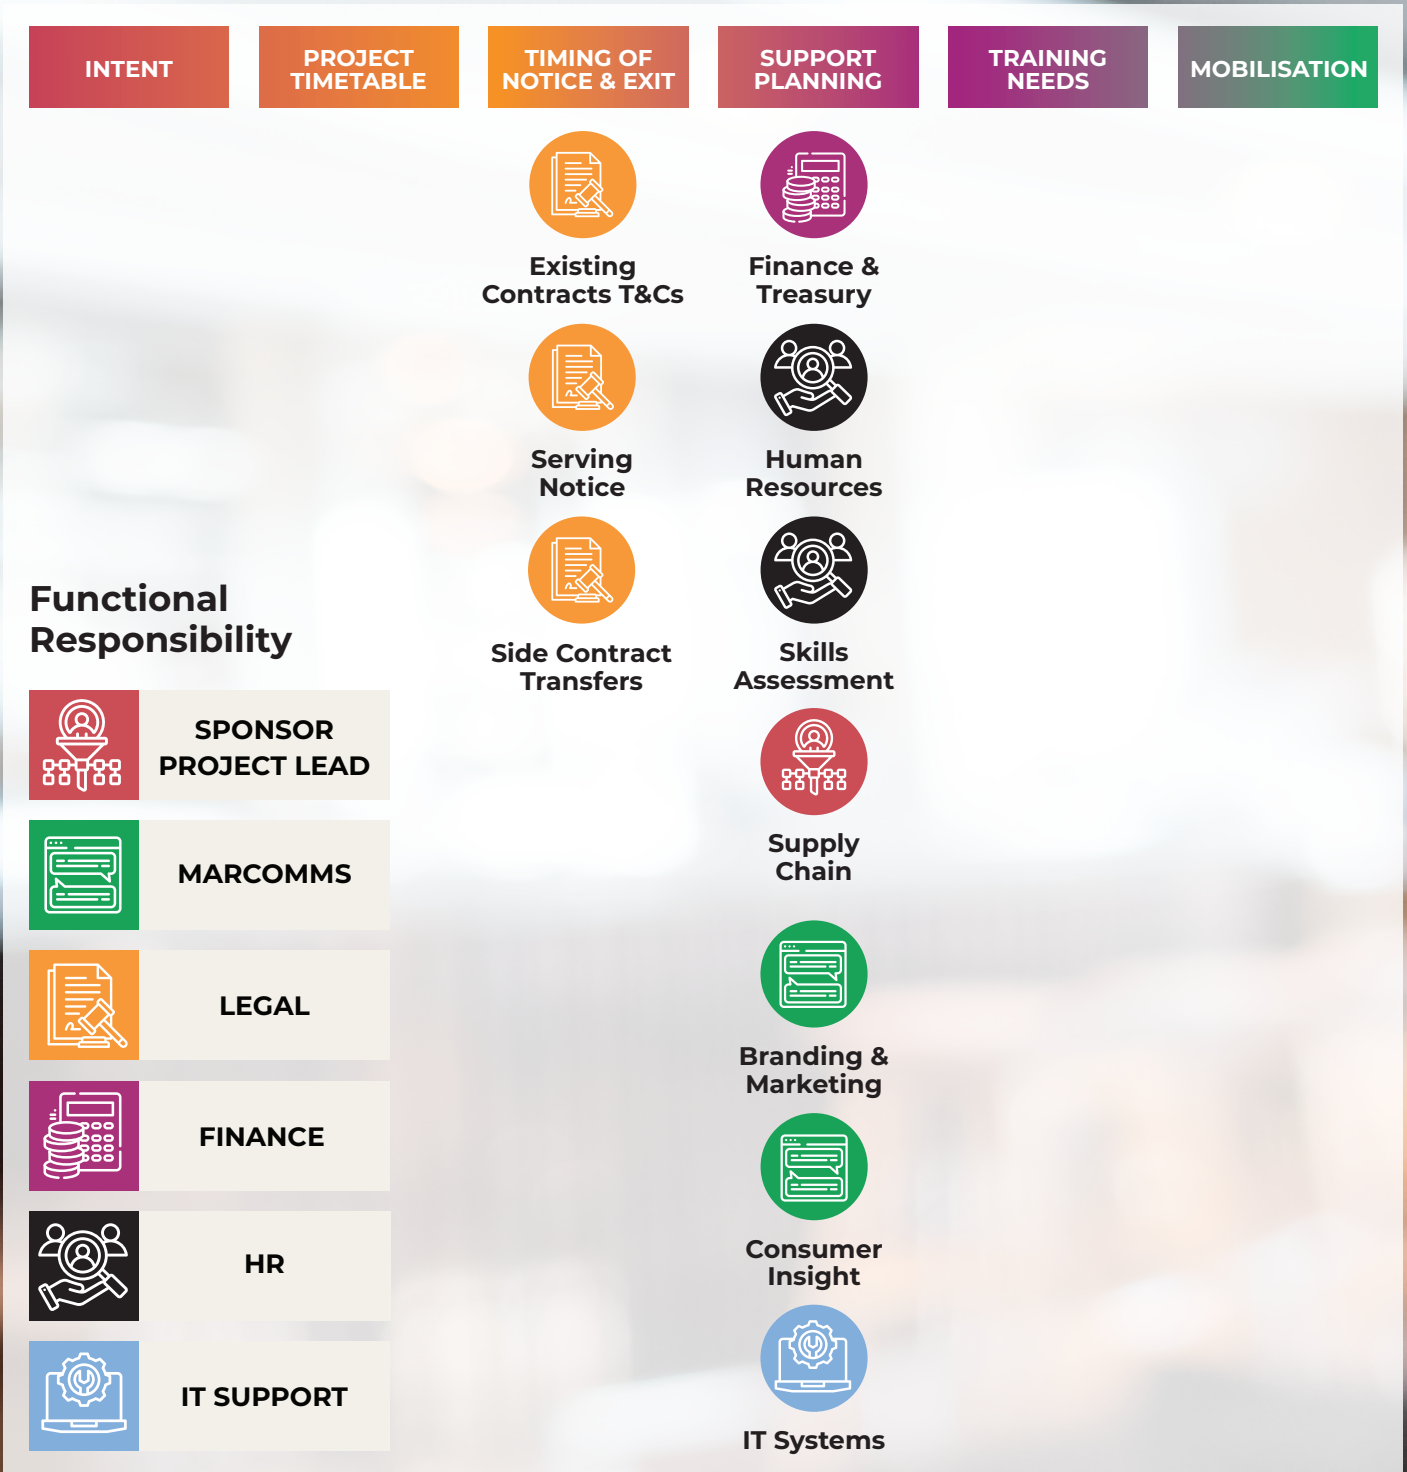 INTENT
PROJECT
TIMETABLE
TIMING OF
NOTICE & EXIT
SUPPORT
PLANNING
TRAINING
NEEDS
MOBILISATION
Existing
Contracts T&Cs
Serving
Notice
Side Contract
Transfers
Finance &
Treasury
Human
Resources
Skills
Assessment
Supply
Chain
Branding &
Marketing
Consumer
Insight
IT Systems
Functional
Responsibility
SPONSOR
PROJECT LEAD
MARCOMMS
LEGAL
FINANCE
HR
IT SUPPORT